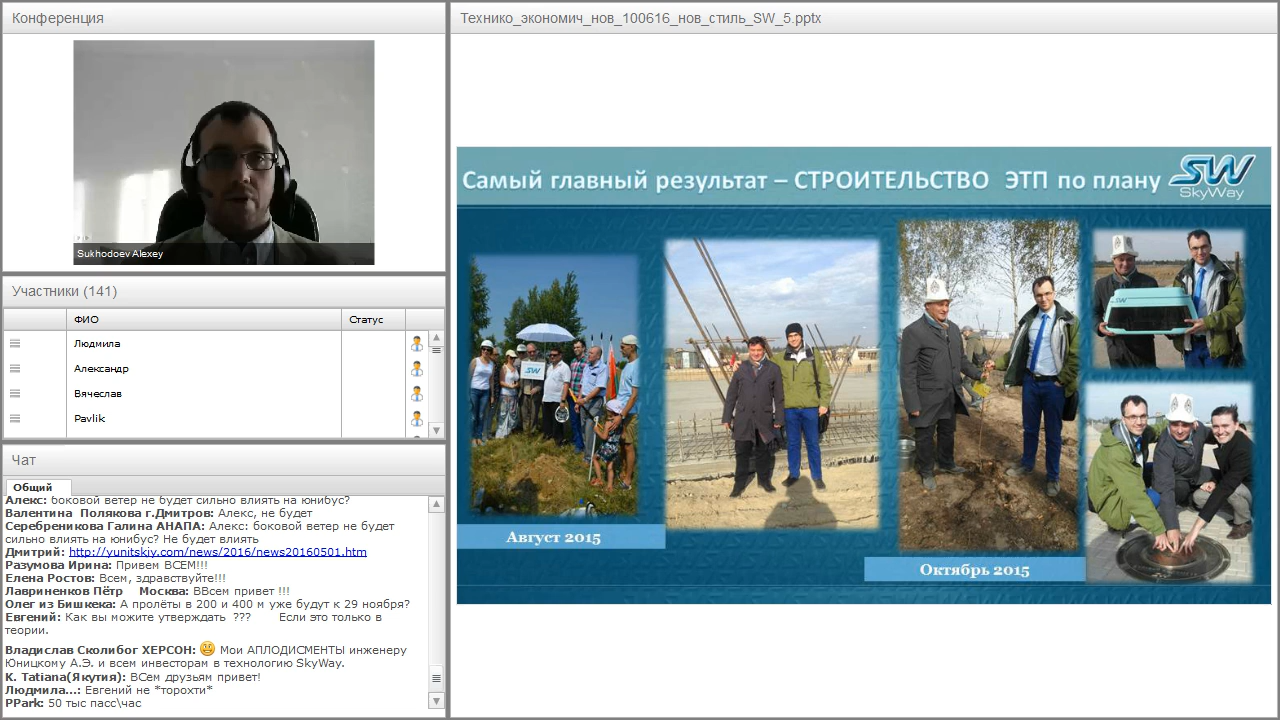 Конференция
Sukhodoev Alexey
Участники (141)
ФИО Статус
Людмила
Александр
Вячеслав
Pavlik
Чат
Общий
Алекс: боковой ветер не будет сильно влиять на юнибус?
Валентина Полякова г.Дмитров: Алекс, не будет
Серебреникова Галина АНАПА: Алекс: боковой ветер не будет
сильно влиять на юнибус? Не будет влиять
Дмитрий: http://yunitskiy.com/news/2016/news20160501.htm
Разумова Ирина: Привем ВСЕМ!!!
Елена Ростов: Всем, здравствуйте!!!
Лавриненков Пётр Москва: ВВсем привет !!!
Олег из Бишкека: А пролёты в 200 и 400 м уже будут к 29 ноября?
Евгений: Как вы можите утверждать ??? Если это только в
теории.
Владислав Сколибог ХЕРСОН: Мои АПЛОДИСМЕНТЫ инженеру
Юницкому А.Э. и всем инвесторам в технологию SkyWay.
K. Tatiana(Якутия): ВСем друзьям привет!
Людмила...: Евгений не *торохти*
PPark: 50 тыс пасс\час
Технико_экономич_нов_100616_нов_стиль_SW_5.pptx
Самый главный результат – СТРОИТЕЛЬСТВО ЭТП по плану
SW
SkyWay
SW
SW
Август 2015
Октябрь 2015